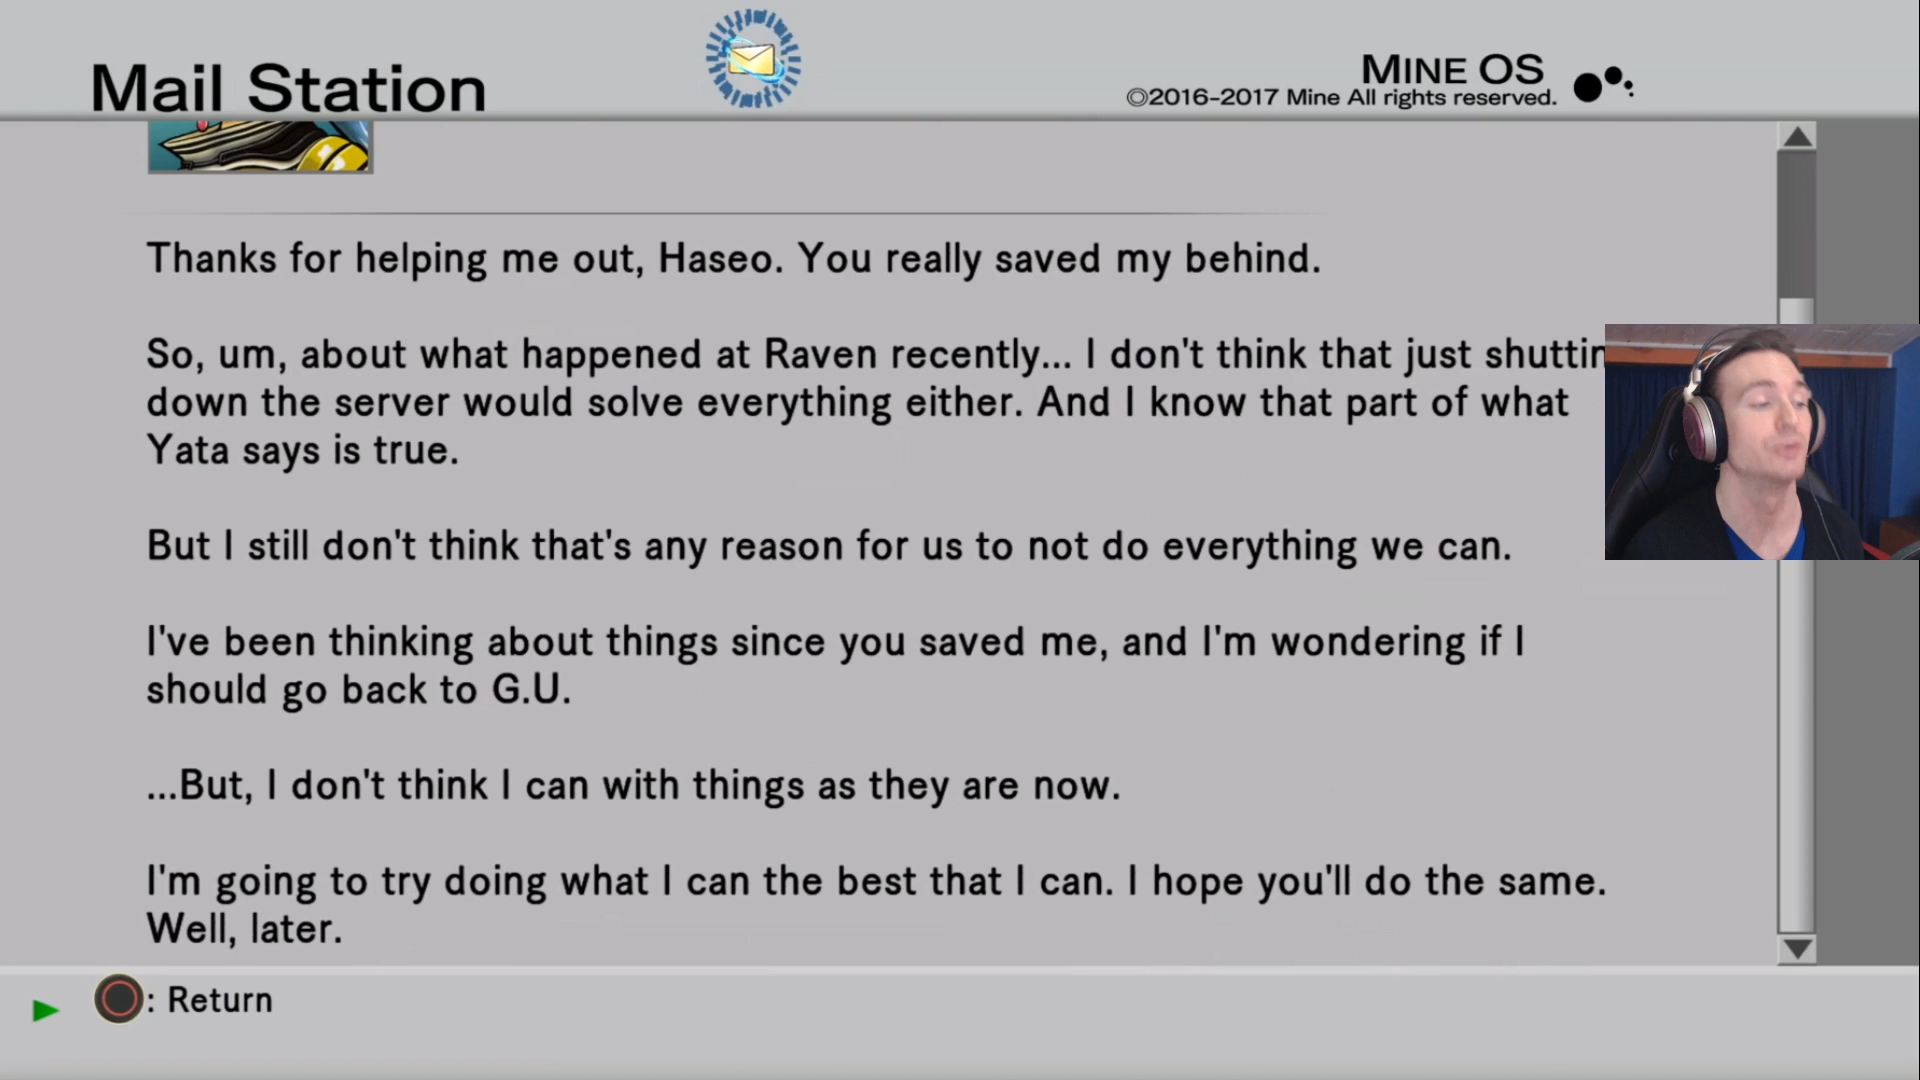 Mail Station
MINE OS
©2016-2017 Mine All rights reserved.
Thanks for helping me out, Haseo. You really saved my behind.
So, um, about what happened at Raven recently... I don't think that just shuttin
down the server would solve everything either. And I know that part of what
Yata says is true.
But I still don't think that's any reason for us to not do everything we can.
I've been thinking about things since you saved me, and I'm wondering if I
should go back to G.U.
...But, I don't think I can with things as they are now.
I'm going to try doing what I can the best that I can. I hope you'll do the same.
Well, later.
: Return